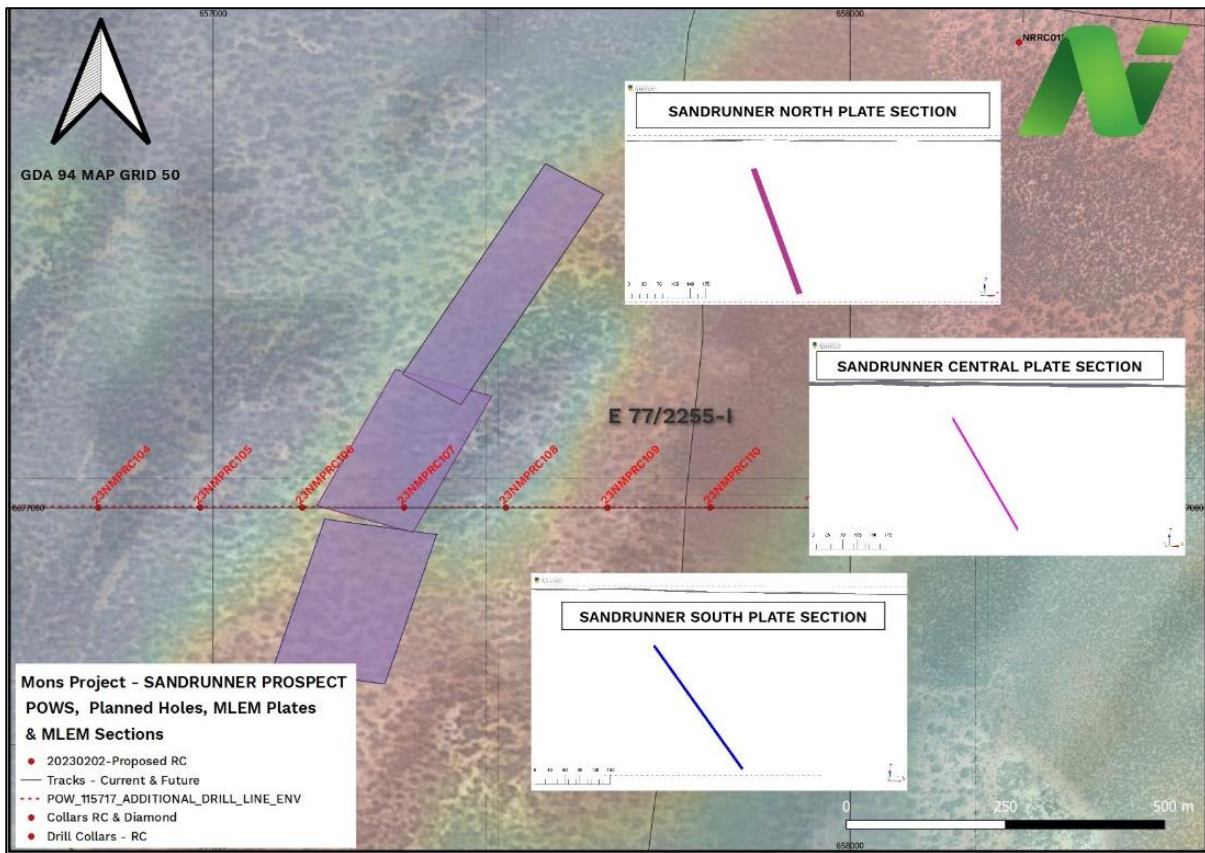 657000
658000
NRRC015
GDA 94 MAP GRID 50
SANDRUNNER NORTH PLATE SECTION
SANDRUNNER CENTRAL PLATE SECTION
E 77/2255-I
23NMPRC104
23NMPRC105
23NMPRC106
23NMPRC107
23NMPRC108
23NMPRC109
23NMPRC110
6677000
SANDRUNNER SOUTH PLATE SECTION
Mons Project - SANDRUNNER PROSPECT
POWS, Planned Holes, MLEM Plates
& MLEM Sections
20230202-Proposed RC
Tracks - Current & Future
POW_115717_ADDITIONAL_DRILL_LINE_ENV
Collars RC & Diamond
Drill Collars - RC
0 250 500 m
658000